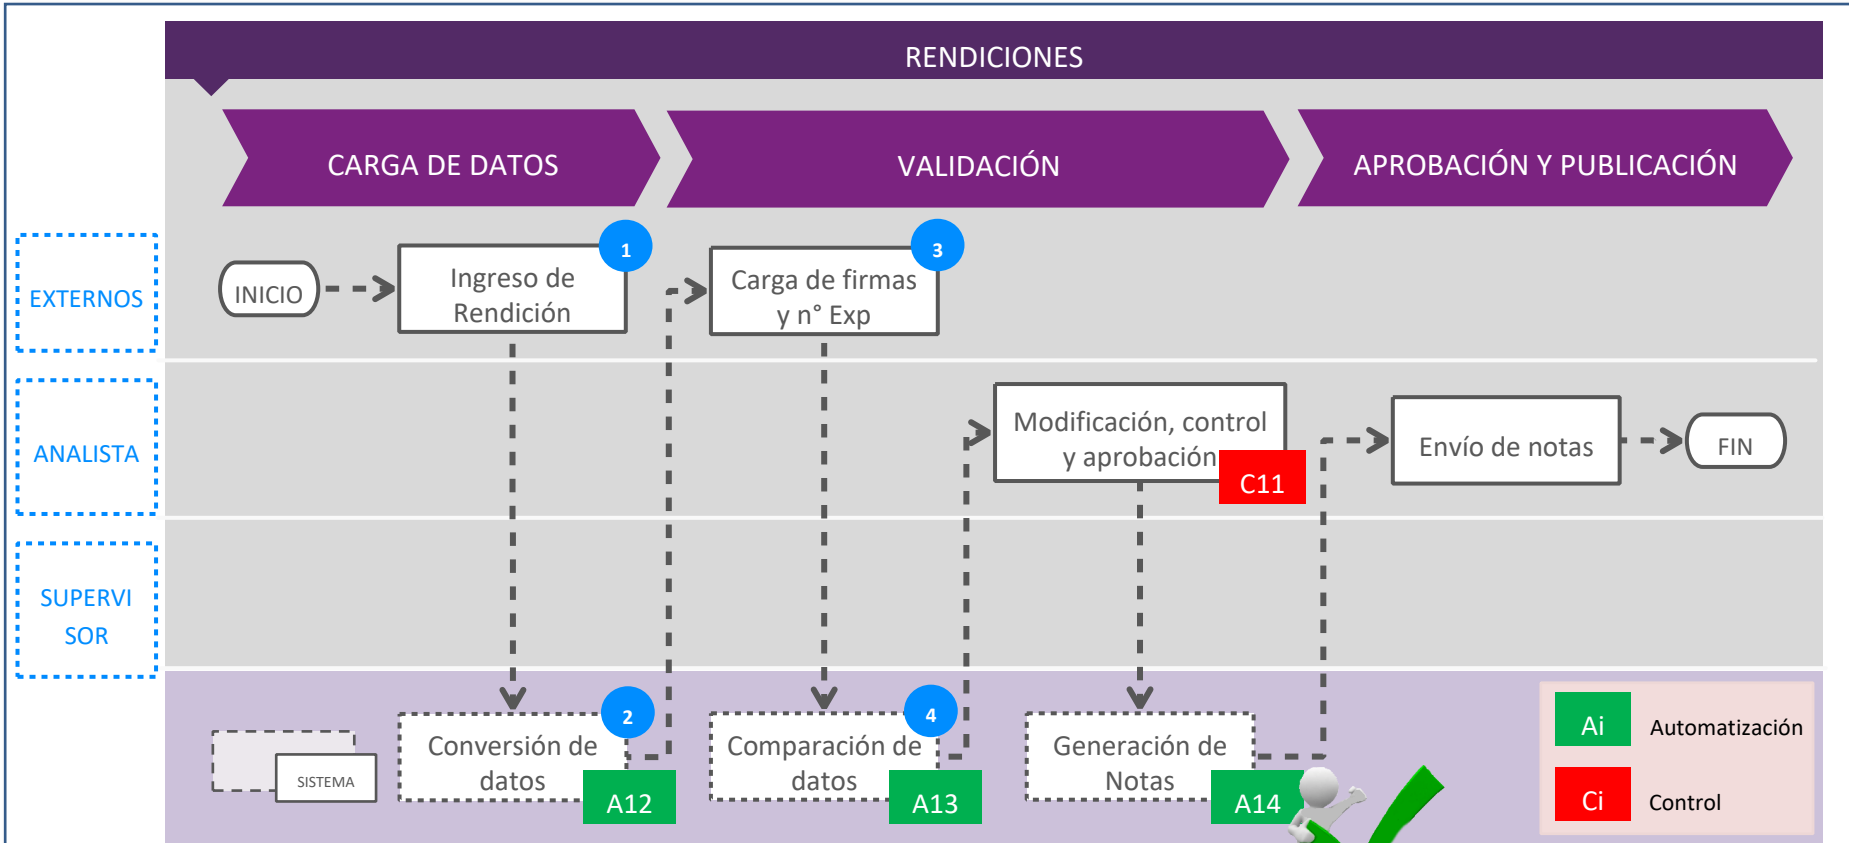 RENDICIONES
CARGA DE DATOS
VALIDACIÓN
APROBACIÓN Y PUBLICACIÓN
EXTERNOS
INICIO
Ingreso de
Rendición
1
Carga de firmas
y n° Exp
3
ANALISTA
Modificación, control
y aprobación
C11
Envío de notas
FIN
SUPERVI
SOR
SISTEMA
Conversión de
datos
2
A12
Comparación de
datos
4
A13
Generación de
Notas
A14
Ai Automatización
Ci Control